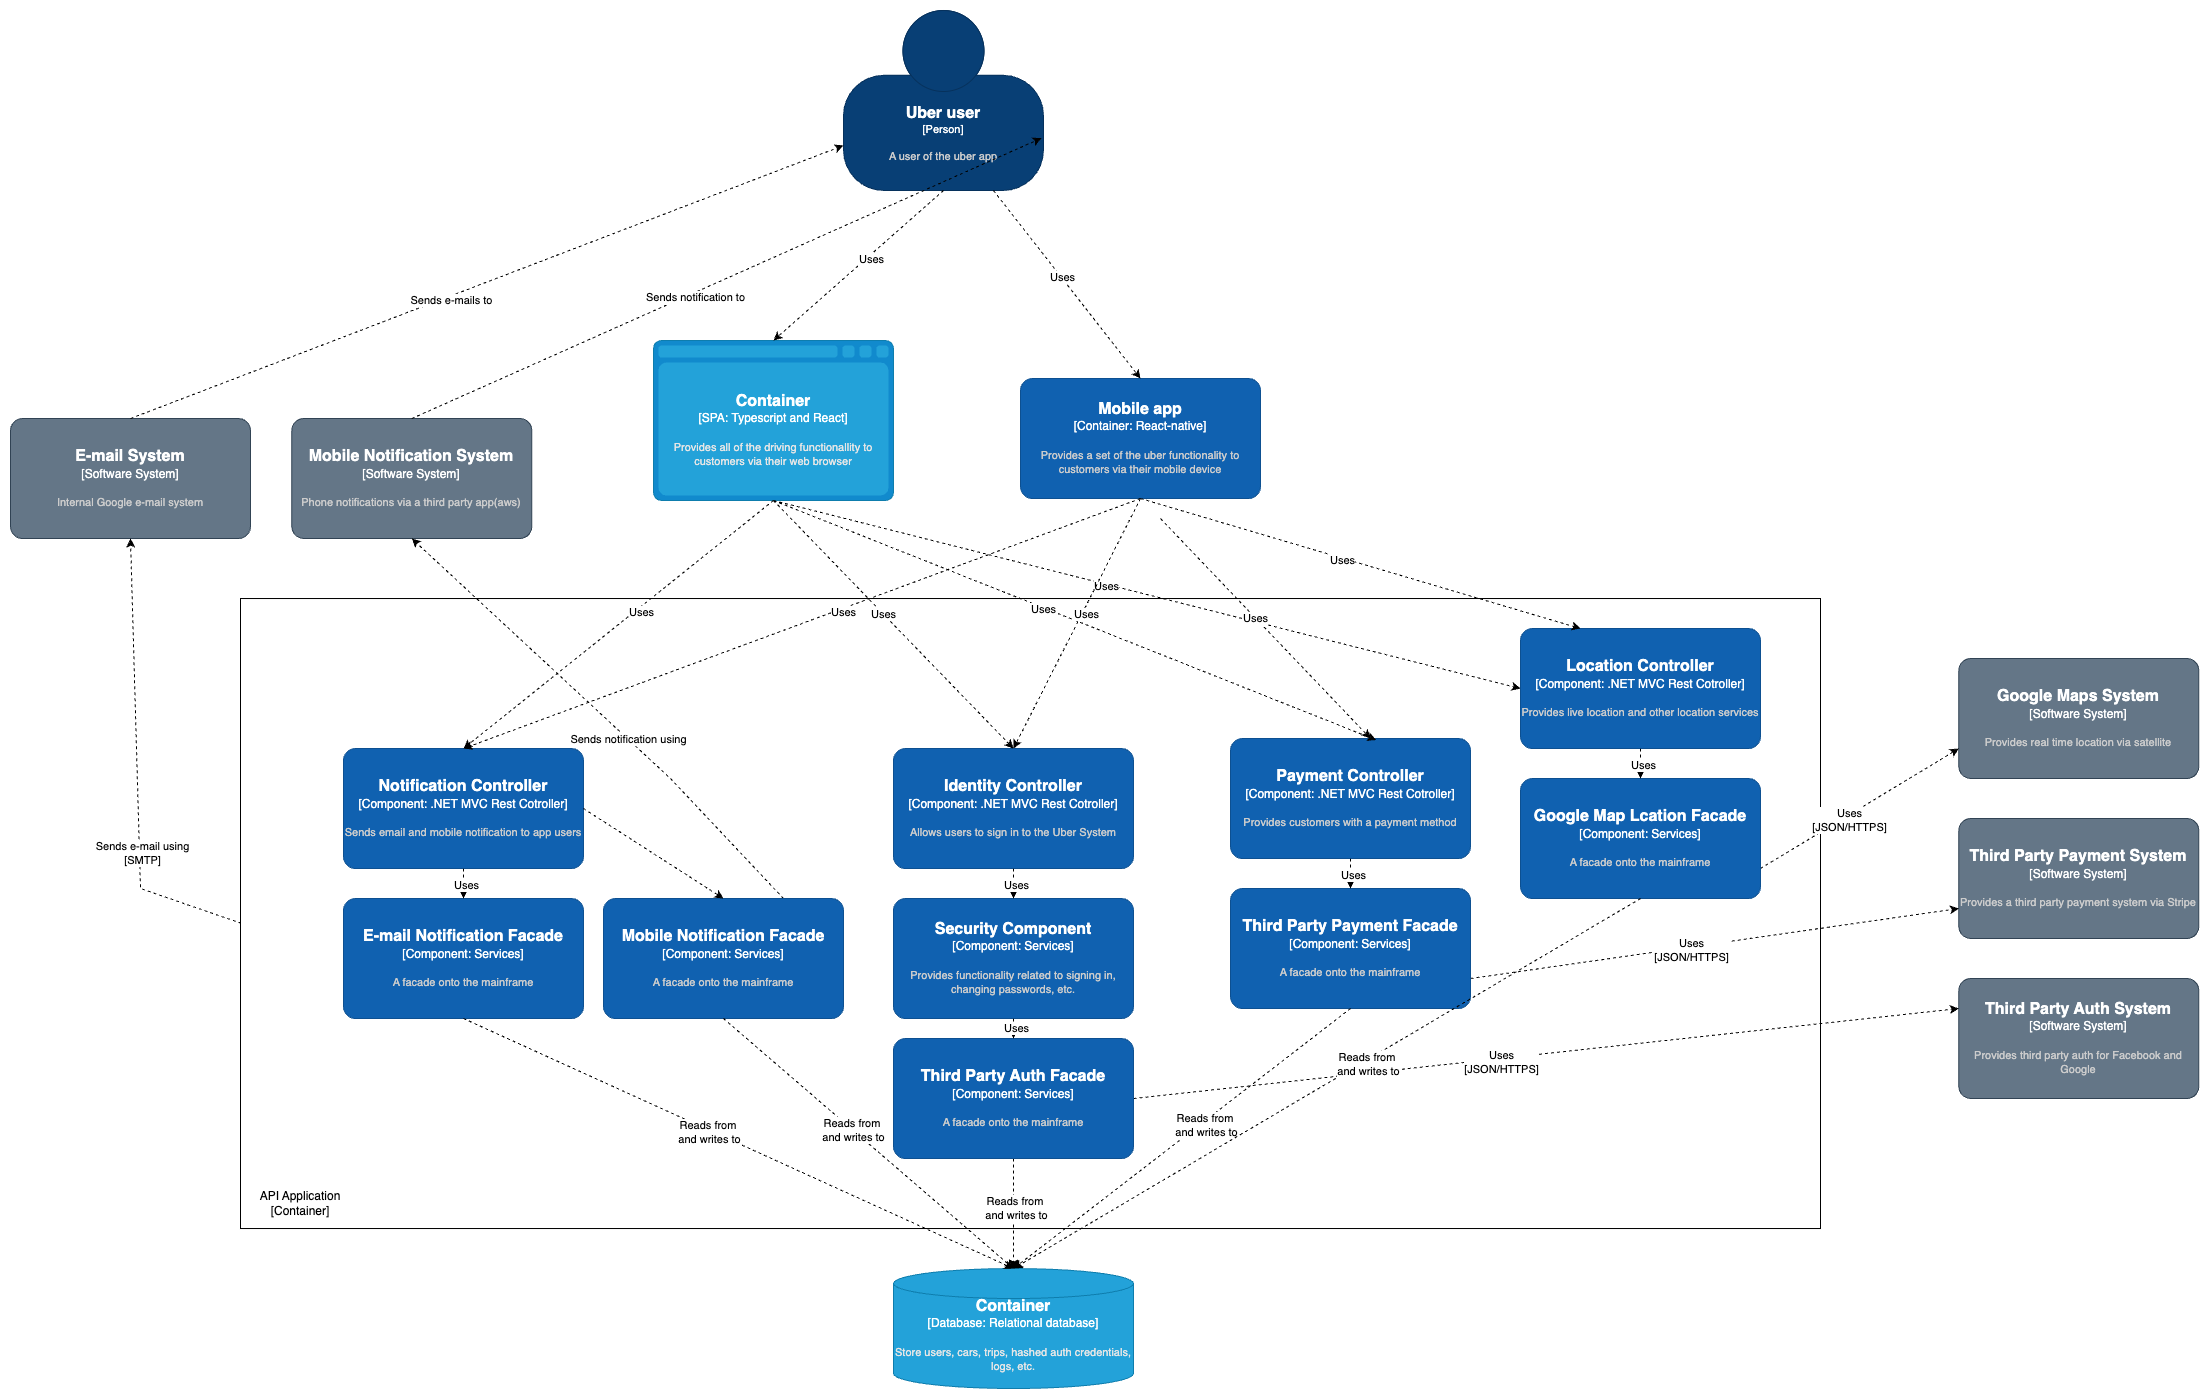 Uber user
[Person]
A user of the uber app
Uses
Uses
Sends e-mails to
Sends notification to
Container
[SPA: Typescript and React]
Provides all of the driving functionallity to
customers via their web browser
Mobile app
[Container: React-native]
Provides a set of the uber functionality to
customers via their mobile device
E-mail System
[Software System]
Internal Google e-mail system
Mobile Notification System
[Software System]
Phone notifications via a third party app(aws)
Uses
Uses
Uses
Uses
Uses
Uses
Uses
Uses
Location Controller
[Component: .NET MVC Rest Cotroller]
Provides live location and other location services
Google Maps System
[Software System]
Provides real time location via satellite
Sends notification using
Uses
Notification Controller
[Component: .NET MVC Rest Cotroller]
Sends email and mobile notification to app users
Identity Controller
[Component: .NET MVC Rest Cotroller]
Allows users to sign in to the Uber System
Payment Controller
[Component: .NET MVC Rest Cotroller]
Provides customers with a payment method
Google Map Lcation Facade
[Component: Services]
A facade onto the mainframe
Uses
[JSON/HTTPS]
Sends e-mail using
[SMTP]
Third Party Payment System
[Software System]
Provides a third party payment system via Stripe
Uses
Uses
Uses
E-mail Notification Facade
[Component: Services]
A facade onto the mainframe
Mobile Notification Facade
[Component: Services]
A facade onto the mainframe
Security Component
[Component: Services]
Provides functionality related to signing in,
changing passwords, etc.
Third Party Payment Facade
[Component: Services]
A facade onto the mainframe
Uses
[JSON/HTTPS]
Third Party Auth System
[Software System]
Provides third party auth for Facebook and
Google
Uses
Third Party Auth Facade
[Component: Services]
A facade onto the mainframe
Reads from
and writes to
Uses
[JSON/HTTPS]
Reads from
and writes to
Reads from
and writes to
Reads from
and writes to
Reads from
and writes to
API Application
[Container]
Container
[Database: Relational database]
Store users, cars, trips, hashed auth credentials,
logs, etc.